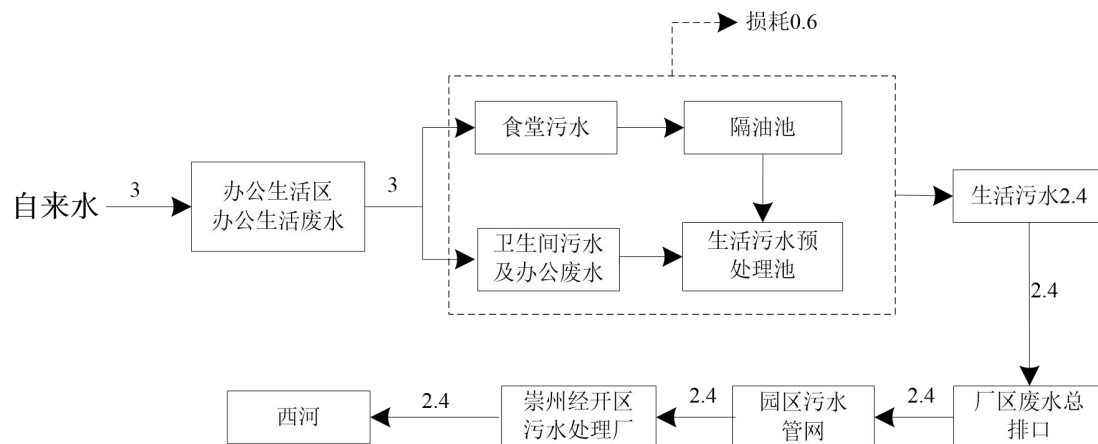 损耗0.6
食堂污水
隔油池
自来水
3
办公生活区
办公生活废水
3
卫生间污水
及办公废水
生活污水预
处理池
生活污水2.4
2.4
西河
2.4
崇州经开区
污水处理厂
2.4
园区污水
管网
2.4
厂区废水总
排口